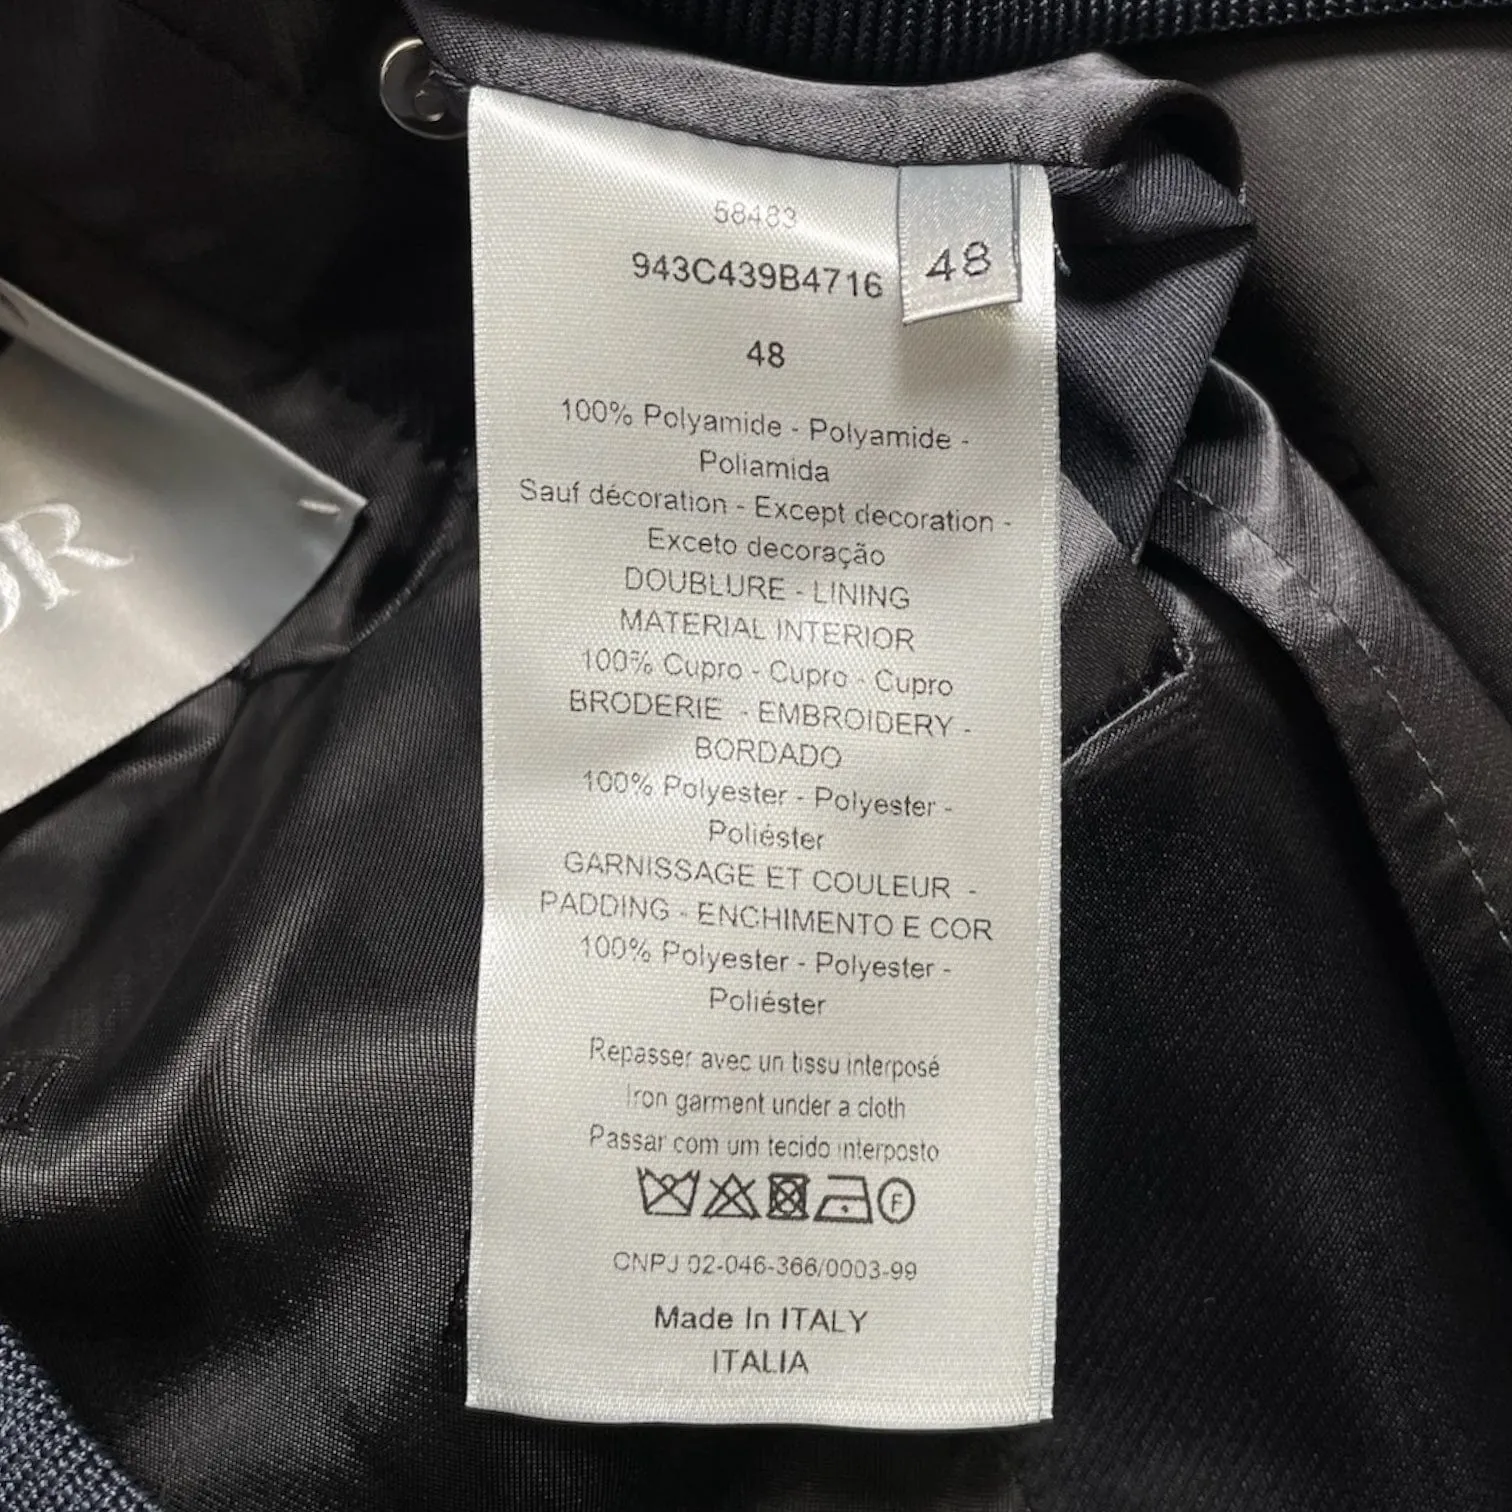 58483
943C439B4716
48
48
100% Polyamide - Polyamide -
Poliamida
Sauf décoration - Except decoration -
Exceto decoração
DOUBLURE - LINING
MATERIAL INTERIOR
100% Cupro - Cupro - Cupro
BRODERIE - EMBROIDERY -
BORDADO
100% Polyester - Polyester -
Poliéster
GARNISSAGE ET COULEUR -
PADDING - ENCHIMENTO E COR
100% Polyester - Polyester -
Poliéster
Repasser avec un tissu interposé
Iron garment under a cloth
Passar com um tecido interposto
F
CNPJ 02-046-366/0003-99
Made In ITALY
ITALIA